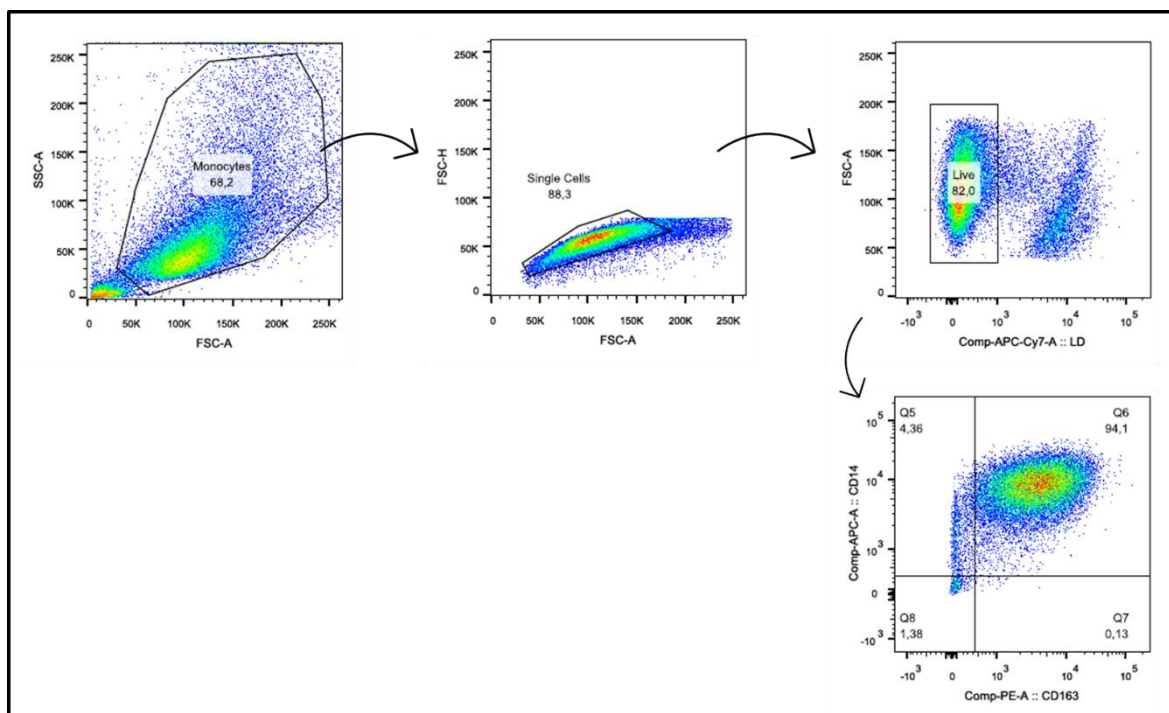 250K
200K
150K
100K
50K
0
SSC-A
Monocytes
68,2
0 50K 100K 150K 200K 250K
FSC-A
250K
200K
150K
100K
50K
0
FSC-H
Single Cells
88,3
0 50K 100K 150K 200K 250K
FSC-A
250K
200K
150K
100K
50K
0
FSC-A
Live
82,0
-10³ 0 10³ 10⁴ 10⁵
Comp-APC-Cy7-A :: LD
Q5
4,36
Q6
94,1
10⁵
10⁴
10³
0
-10³
Comp-APC-A :: CD14
Q8
1,38
Q7
0,13
-10³ 0 10³ 10⁴ 10⁵
Comp-PE-A :: CD163